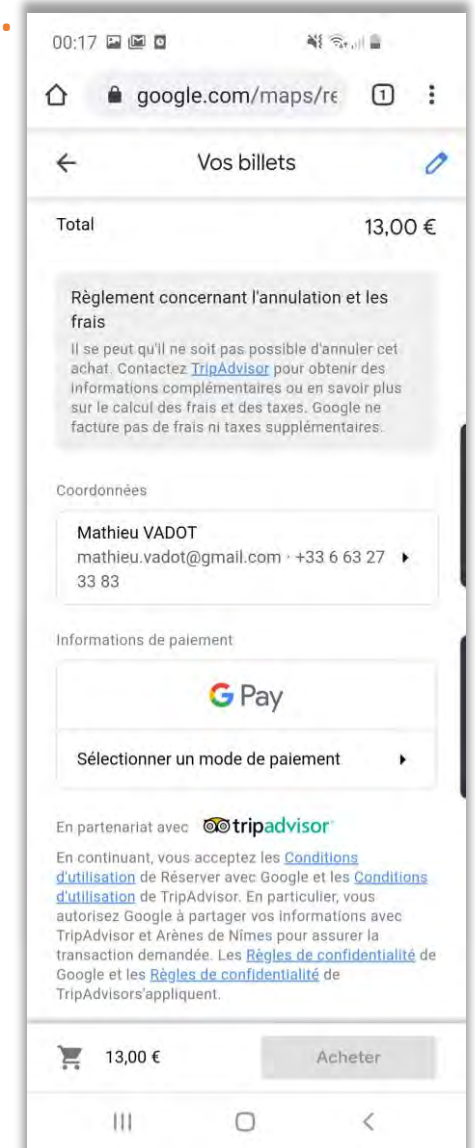 00:17
google.com/maps/re
1
Vos billets
Total 13,00 €
Règlement concernant l'annulation et les
frais
Il se peut qu'il ne soit pas possible d'annuler cet
achat. Contactez TripAdvisor pour obtenir des
informations complémentaires ou en savoir plus
sur le calcul des frais et des taxes. Google ne
facture pas de frais ni taxes supplémentaires.
Coordonnées
Mathieu VADOT
mathieu.vadot@gmail.com · +33 6 63 27
33 83
Informations de paiement
G Pay
Sélectionner un mode de paiement
En partenariat avec tripadvisor
En continuant, vous acceptez les Conditions
d'utilisation de Réserver avec Google et les Conditions
d'utilisation de TripAdvisor. En particulier, vous
autorisez Google à partager vos informations avec
TripAdvisor et Arènes de Nîmes pour assurer la
transaction demandée. Les Règles de confidentialité de
Google et les Règles de confidentialité de
TripAdvisors'appliquent.
13,00 € Acheter